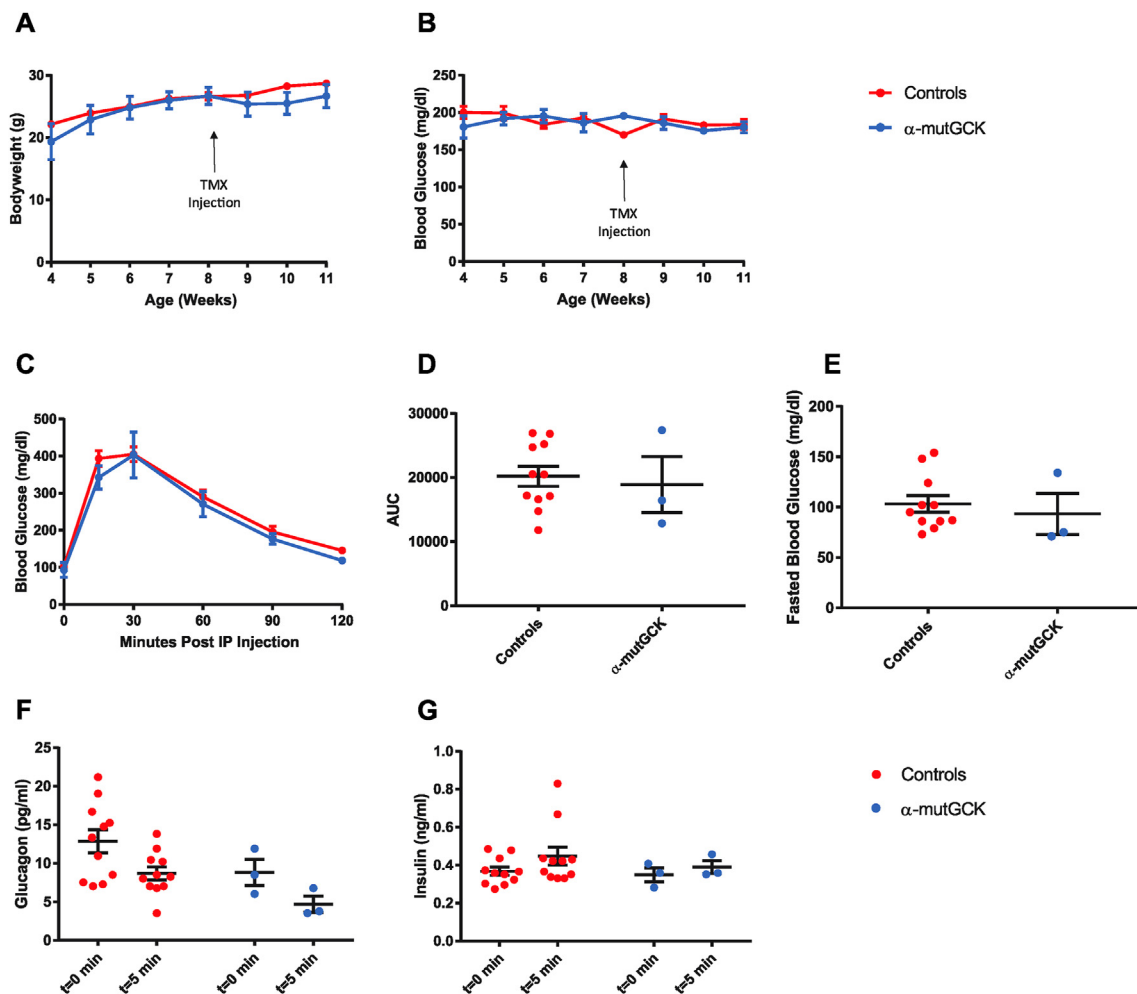 A
B
30
20
10
0
Bodyweight (g)
TMX
Injection
4 5 6 7 8 9 10 11
Age (Weeks)
250
200
150
100
50
0
Blood Glucose (mg/dl)
TMX
Injection
4 5 6 7 8 9 10 11
Age (Weeks)
Controls
α-mutGCK
C
D
E
500
400
300
200
100
0
Blood Glucose (mg/dl)
0 30 60 90 120
Minutes Post IP Injection
30000
20000
10000
0
AUC
Controls
α-mutGCK
200
150
100
50
0
Fasted Blood Glucose (mg/dl)
Controls
α-mutGCK
F
G
25
20
15
10
5
0
Glucagon (pg/ml)
t=0 min
t=5 min
t=0 min
t=5 min
1.0
0.8
0.6
0.4
0.2
0.0
Insulin (ng/ml)
t=0 min
t=5 min
t=0 min
t=5 min
Controls
α-mutGCK